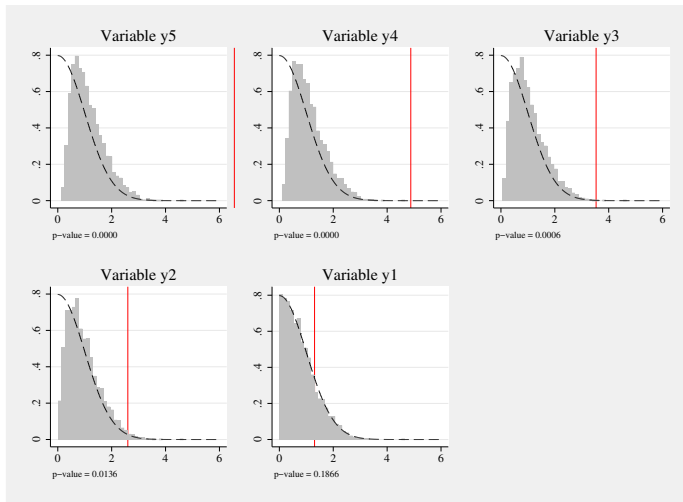 Variable y5
Variable y4
Variable y3
.8
.6
.4
.2
0
0 2 4 6
p−value = 0.0000
.8
.6
.4
.2
0
0 2 4 6
p−value = 0.0000
.8
.6
.4
.2
0
0 2 4 6
p−value = 0.0006
Variable y2
Variable y1
.8
.6
.4
.2
0
0 2 4 6
p−value = 0.0136
.8
.6
.4
.2
0
0 2 4 6
p−value = 0.1866